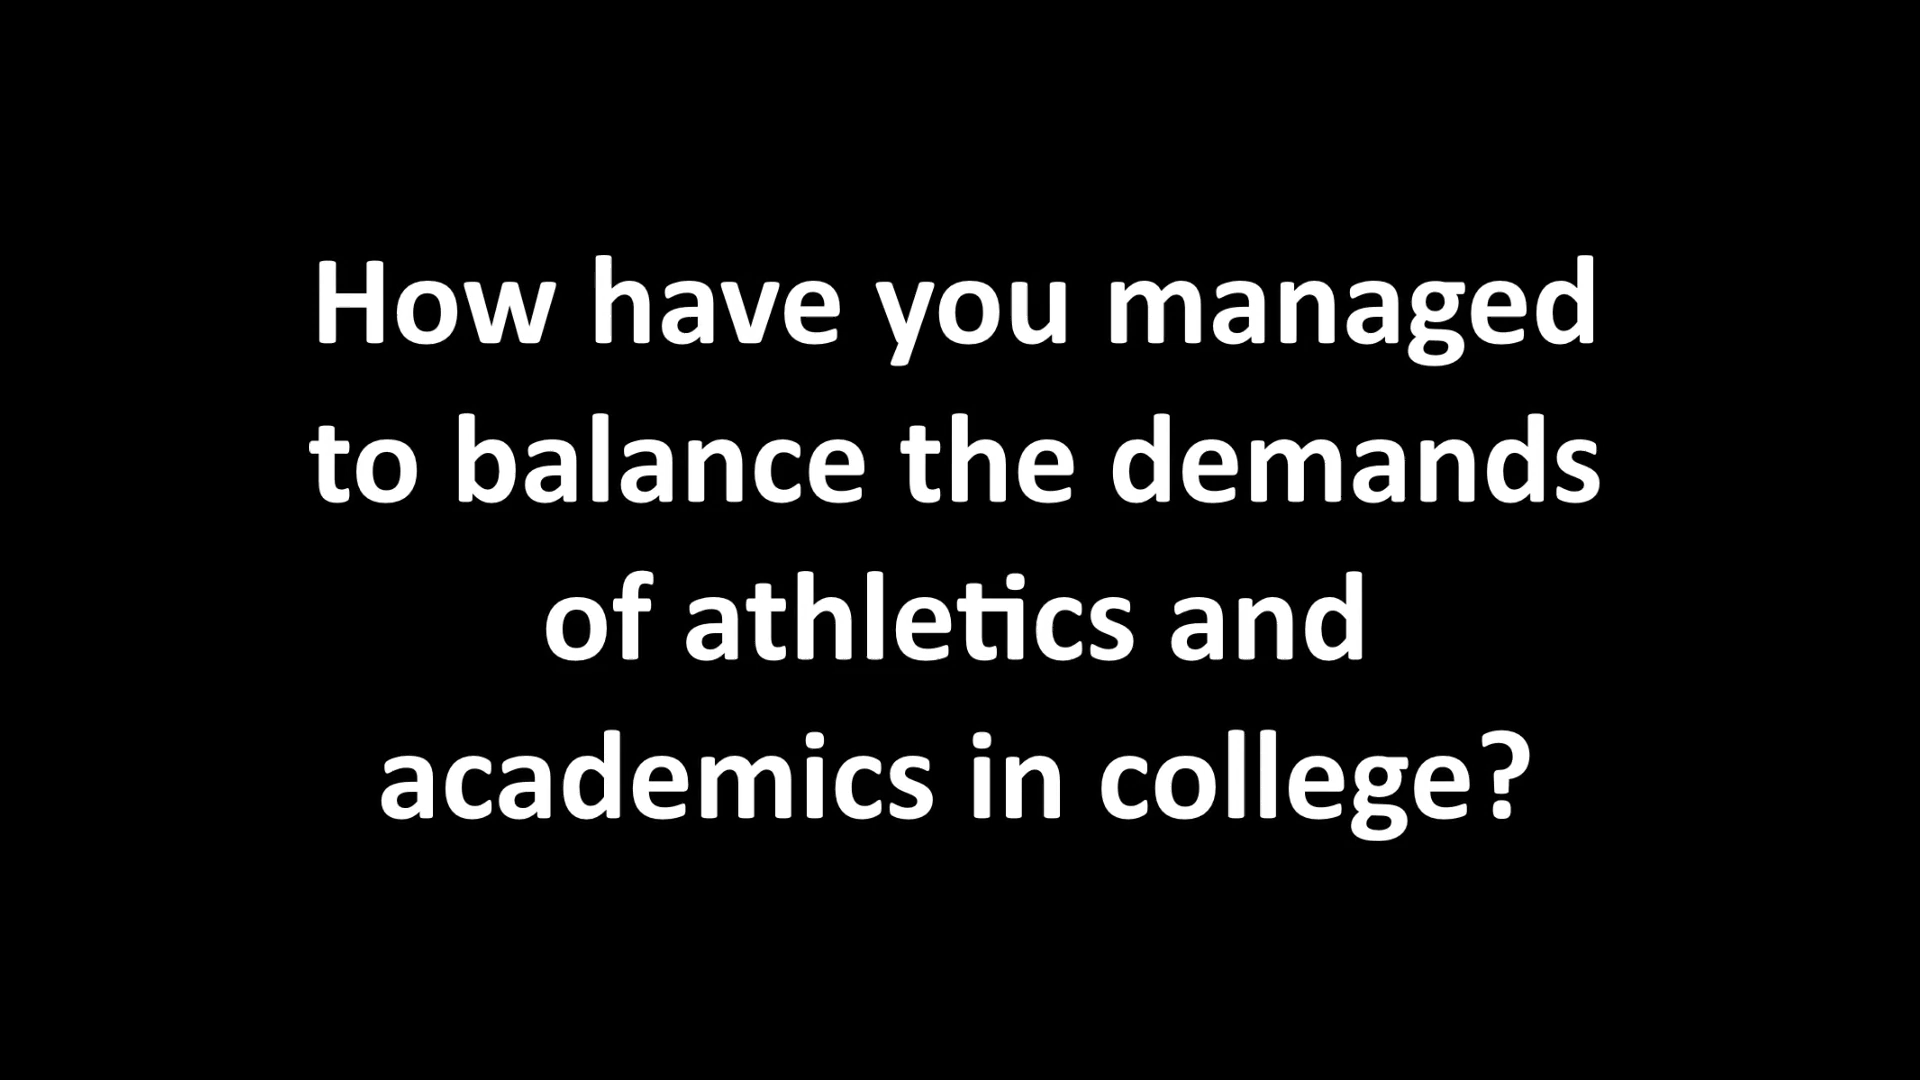 How have you managed
to balance the demands
of athletics and
academics in college?